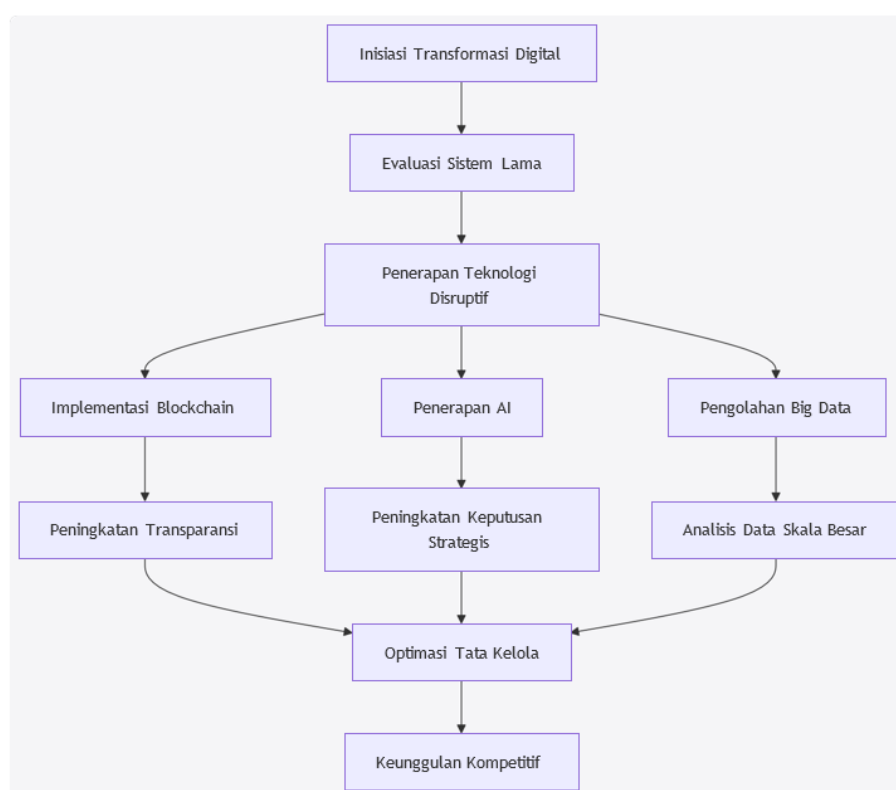 Inisiasi Transformasi Digital
Evaluasi Sistem Lama
Penerapan Teknologi
Disruptif
Implementasi Blockchain
Penerapan AI
Pengolahan Big Data
Peningkatan Transparansi
Peningkatan Keputusan
Strategis
Analisis Data Skala Besar
Optimasi Tata Kelola
Keunggulan Kompetitif